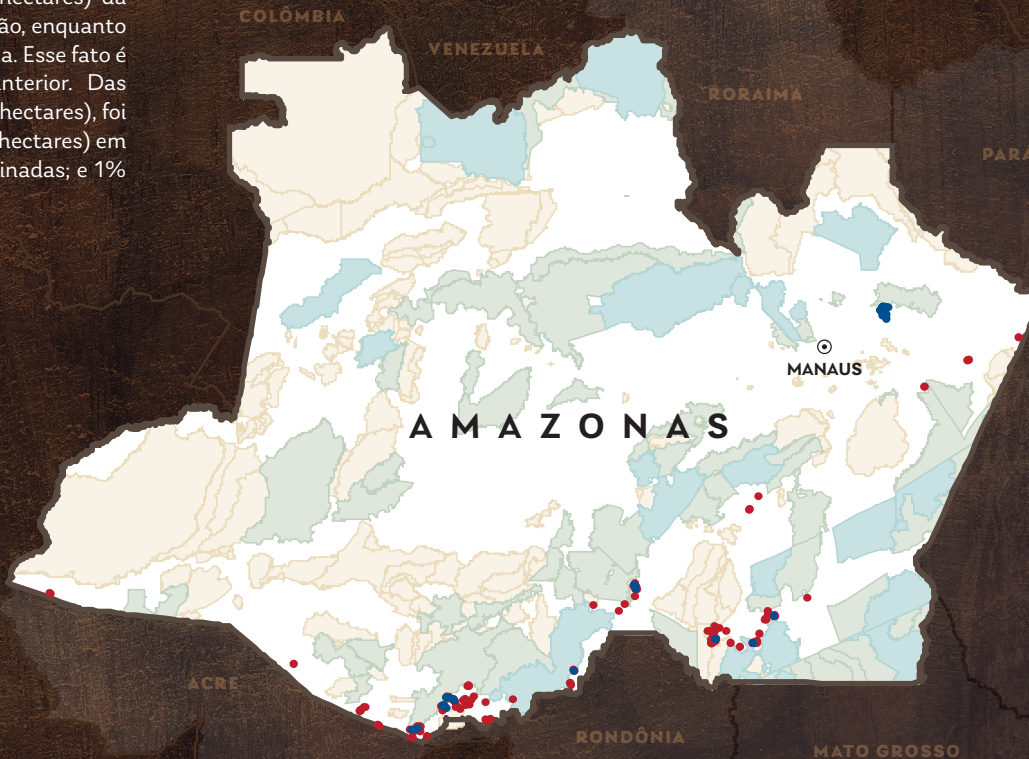 hectares) da
ão, enquanto
a. Esse fato é
nterior. Das
hectares), foi
hectares) em
inadas; e 1%
COLÔMBIA
VENEZUELA
RORAIMA
PARÁ
MANAUS
AMAZONAS
ACRE
RONDÔNIA
MATO GROSSO